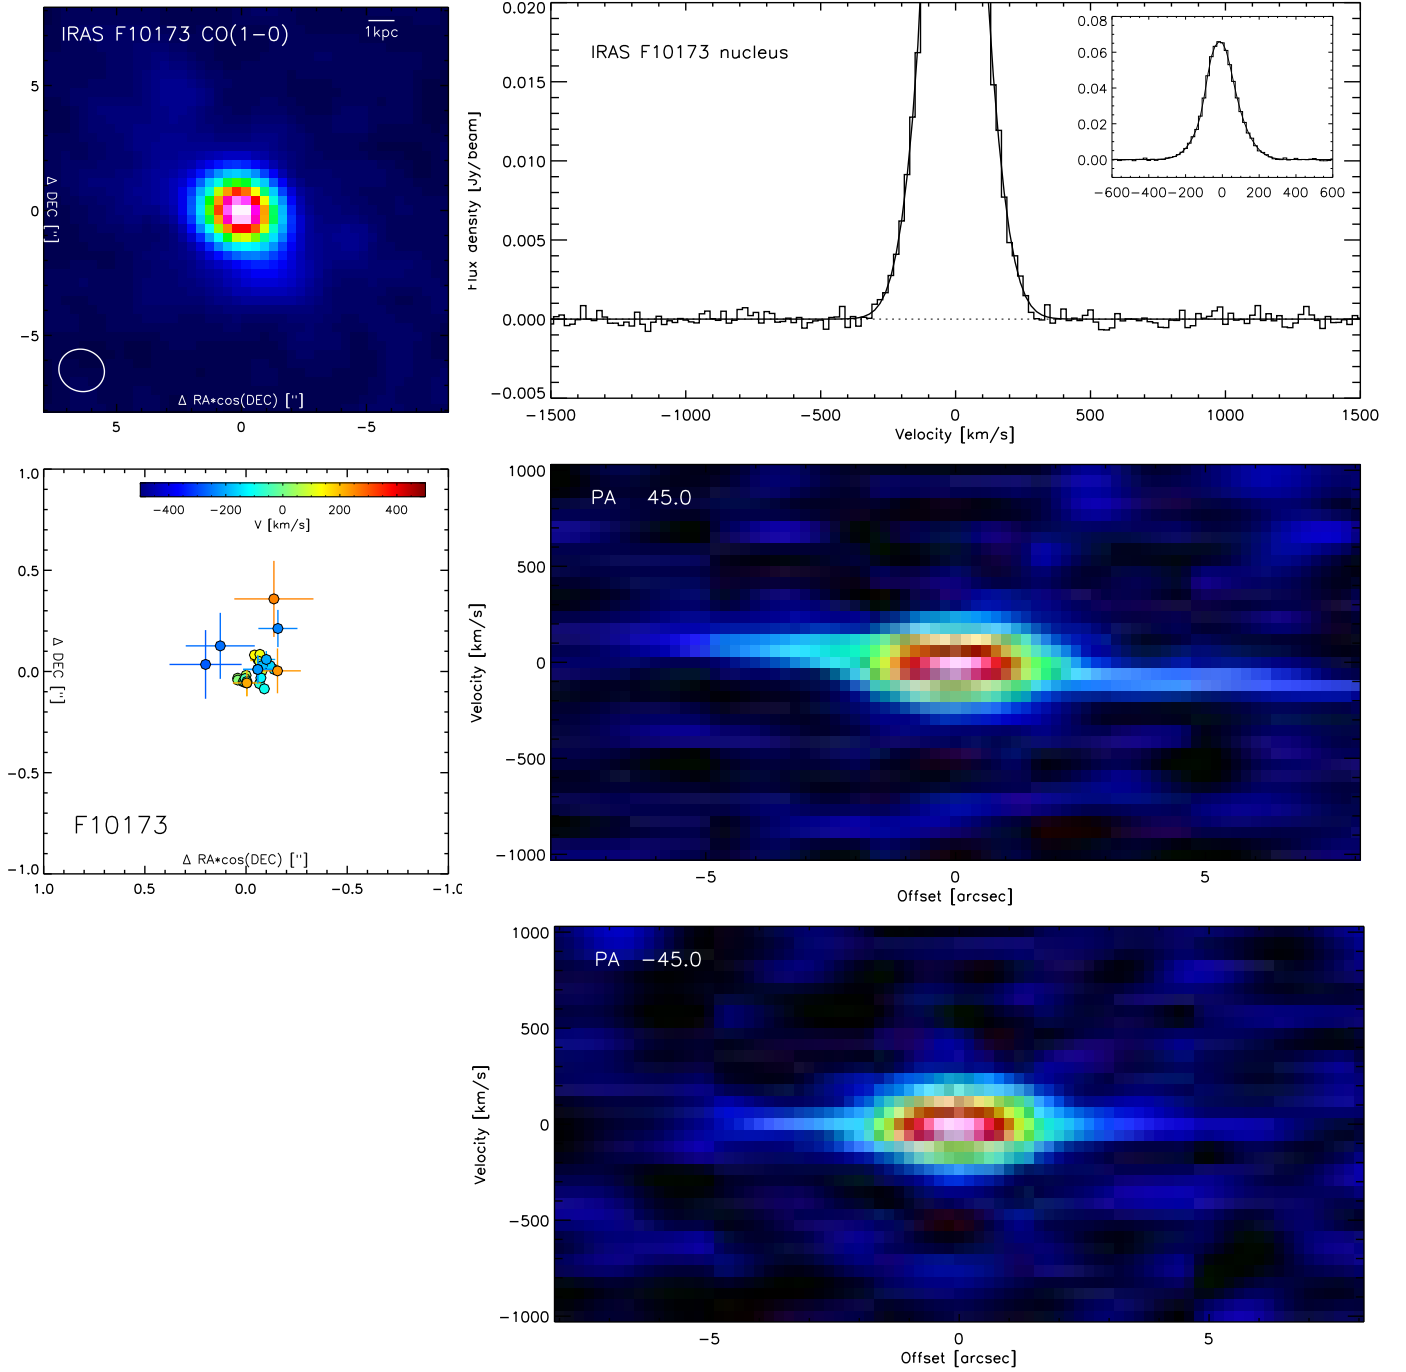 IRAS F10173 CO(1-0)
1kpc
5
0
-5
Δ DEC ["]
Δ RA*cos(DEC) ["]
5 0 -5
IRAS F10173 nucleus
0.020
0.015
0.010
0.005
0.000
-0.005
Flux density [Jy/beam]
-1500 -1000 -500 0 500 1000 1500
Velocity [km/s]
0.08
0.06
0.04
0.02
0.00
-600 -400 -200 0 200 400 600
1.0
0.5
0.0
-0.5
-1.0
-400 -200 0 200 400
V [km/s]
Δ DEC ["]
F10173
Δ RA*cos(DEC) ["]
1.0 0.5 0.0 -0.5 -1.0
PA 45.0
1000
500
0
-500
-1000
Velocity [km/s]
-5 0 5
Offset [arcsec]
PA -45.0
1000
500
0
-500
-1000
Velocity [km/s]
-5 0 5
Offset [arcsec]